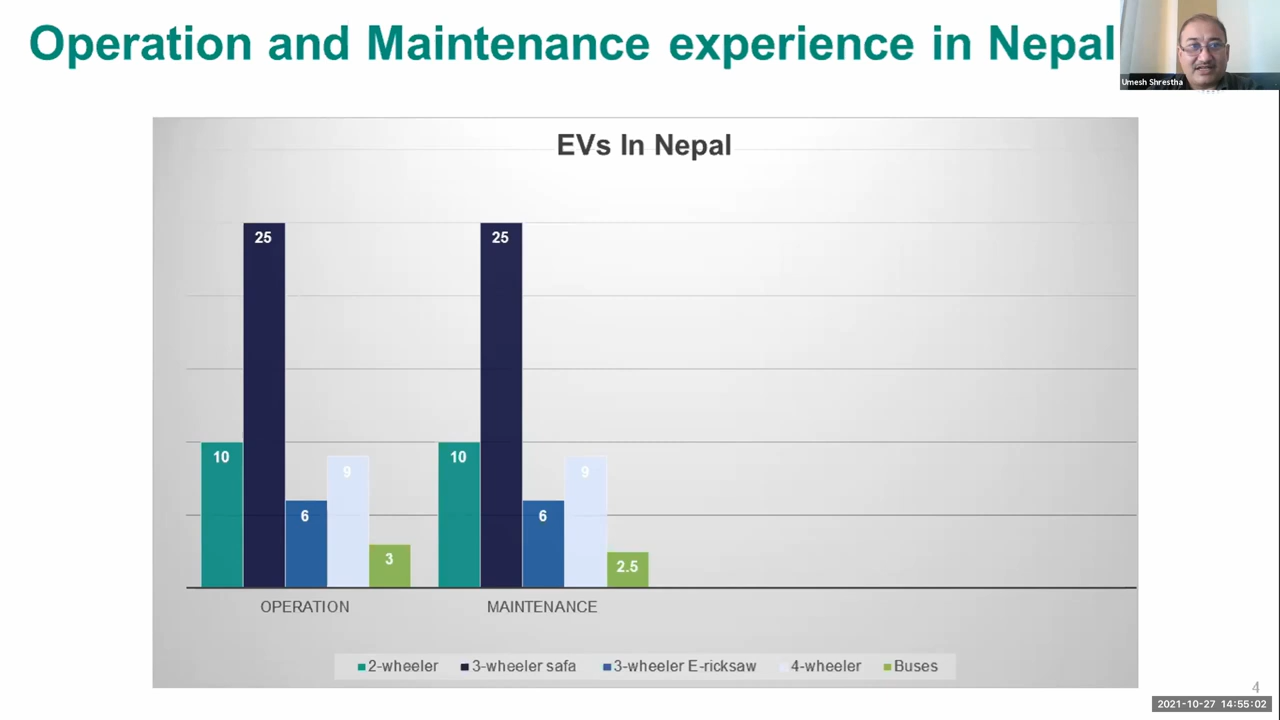 Operation and Maintenance experience in Nepal
Umesh Shrestha
EVs In Nepal
25 25
10 10
9 9
6 6
3 2.5
OPERATION MAINTENANCE
2-wheeler 3-wheeler safa 3-wheeler E-ricksaw 4-wheeler Buses
4
2021-10-27 14:55:02